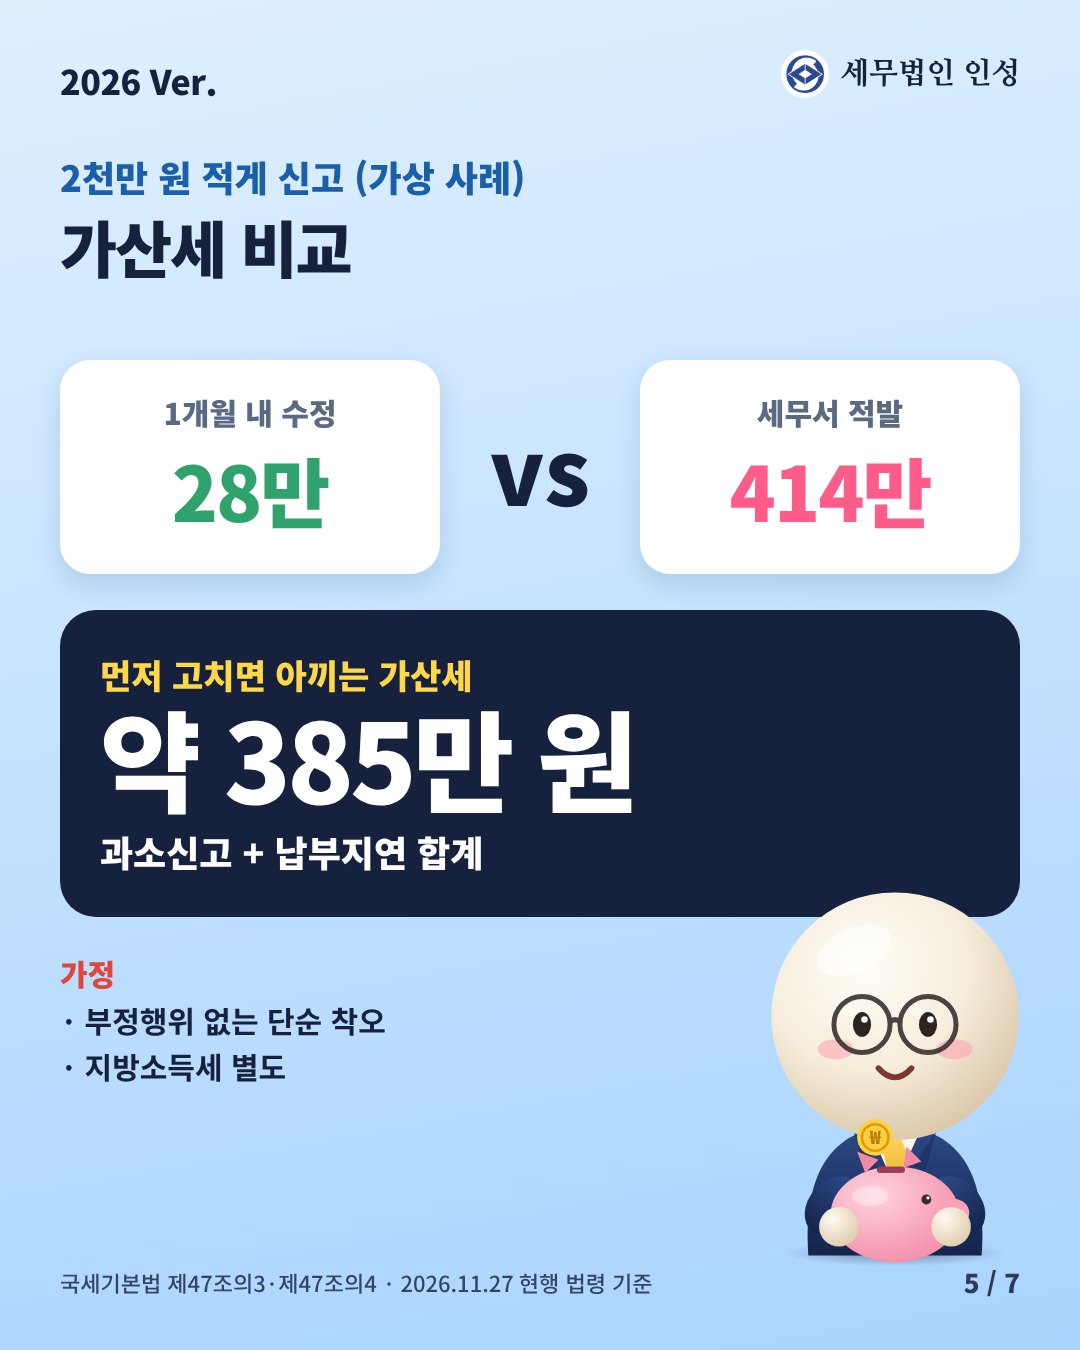 2026 Ver.
세무법인 인성
2천만 원 적게 신고 (가상 사례)
가산세 비교
1개월 내 수정
28만
VS
세무서 적발
414만
먼저 고치면 아끼는 가산세
약 385만 원
과소신고 + 납부지연 합계
가정
· 부정행위 없는 단순 착오
· 지방소득세 별도
₩
국세기본법 제47조의3·제47조의4 · 2026.11.27 현행 법령 기준
5 / 7